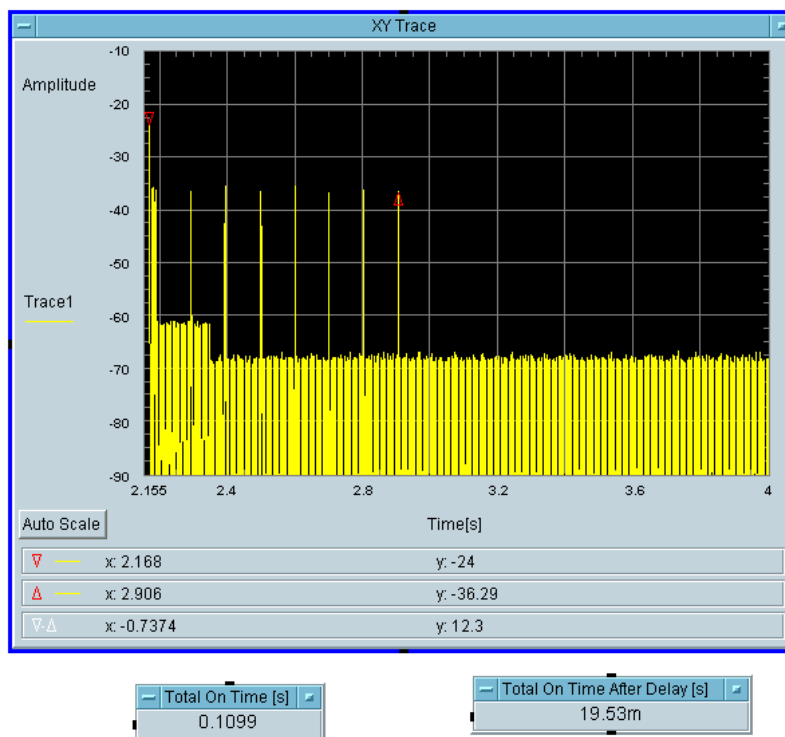 XY Trace
Amplitude
-10
-20
-30
-40
-50
Trace1
-60
-70
-80
-90
2.155 2.4 2.8 3.2 3.6 4
Auto Scale Time[s]
x: 2.168 y: -24
x: 2.906 y: -36.29
x: -0.7374 y: 12.3
Total On Time [s] Total On Time After Delay [s]
0.1099 19.53m